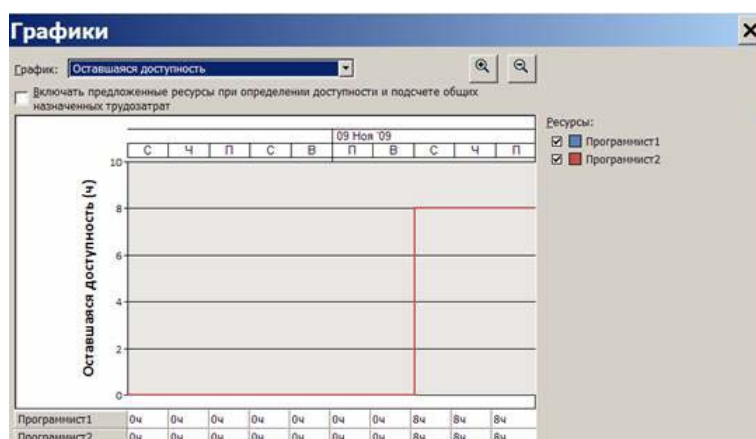 Графики
График: Оставшаяся доступность
Включать предложенные ресурсы при определении доступности и подсчете общих
назначенных трудозатрат
Ресурсы:
Программист1
Программист2
09 Ноя '09
С Ч П С В П В С Ч П
Оставшаяся доступность (ч)
10
8
6
4
2
0
Программист1 0ч 0ч 0ч 0ч 0ч 0ч 0ч 8ч 8ч 8ч
Программист2 0ч 0ч 0ч 0ч 0ч 0ч 0ч 8ч 8ч 8ч